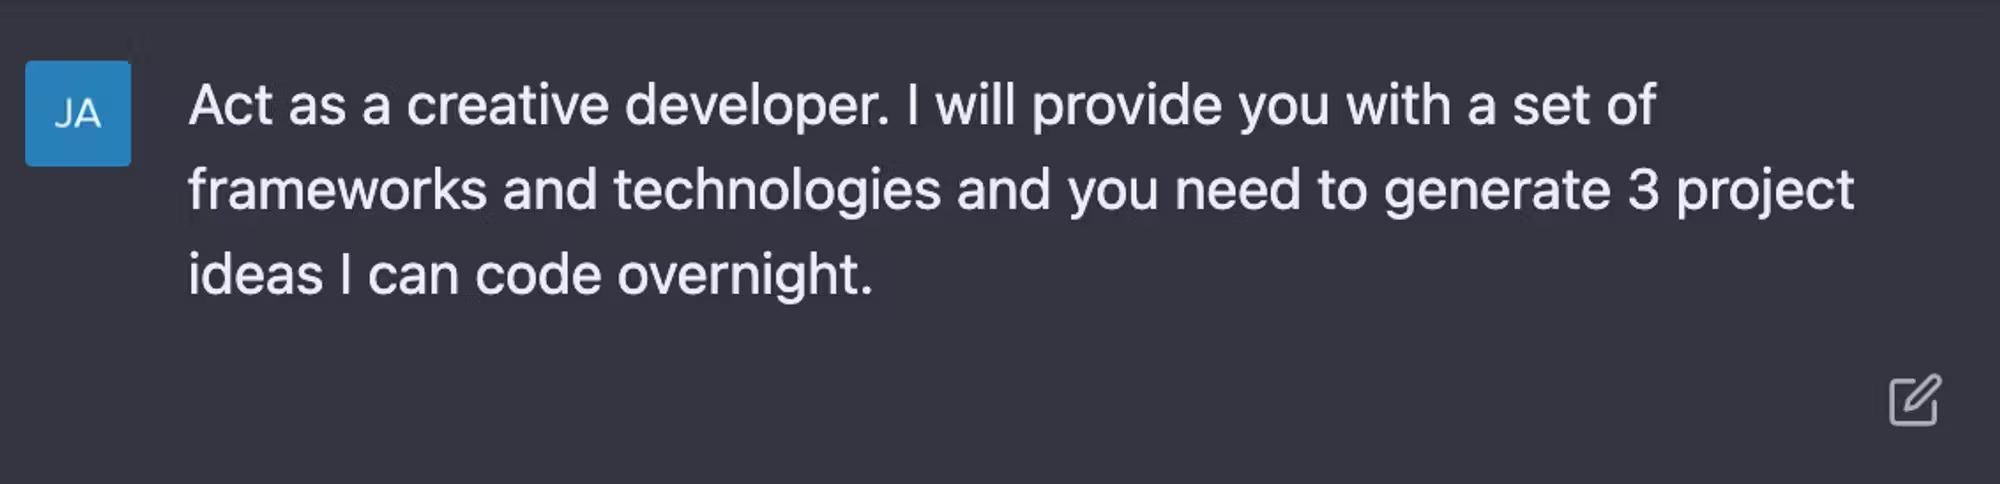 JA
Act as a creative developer. I will provide you with a set of
frameworks and technologies and you need to generate 3 project
ideas I can code overnight.